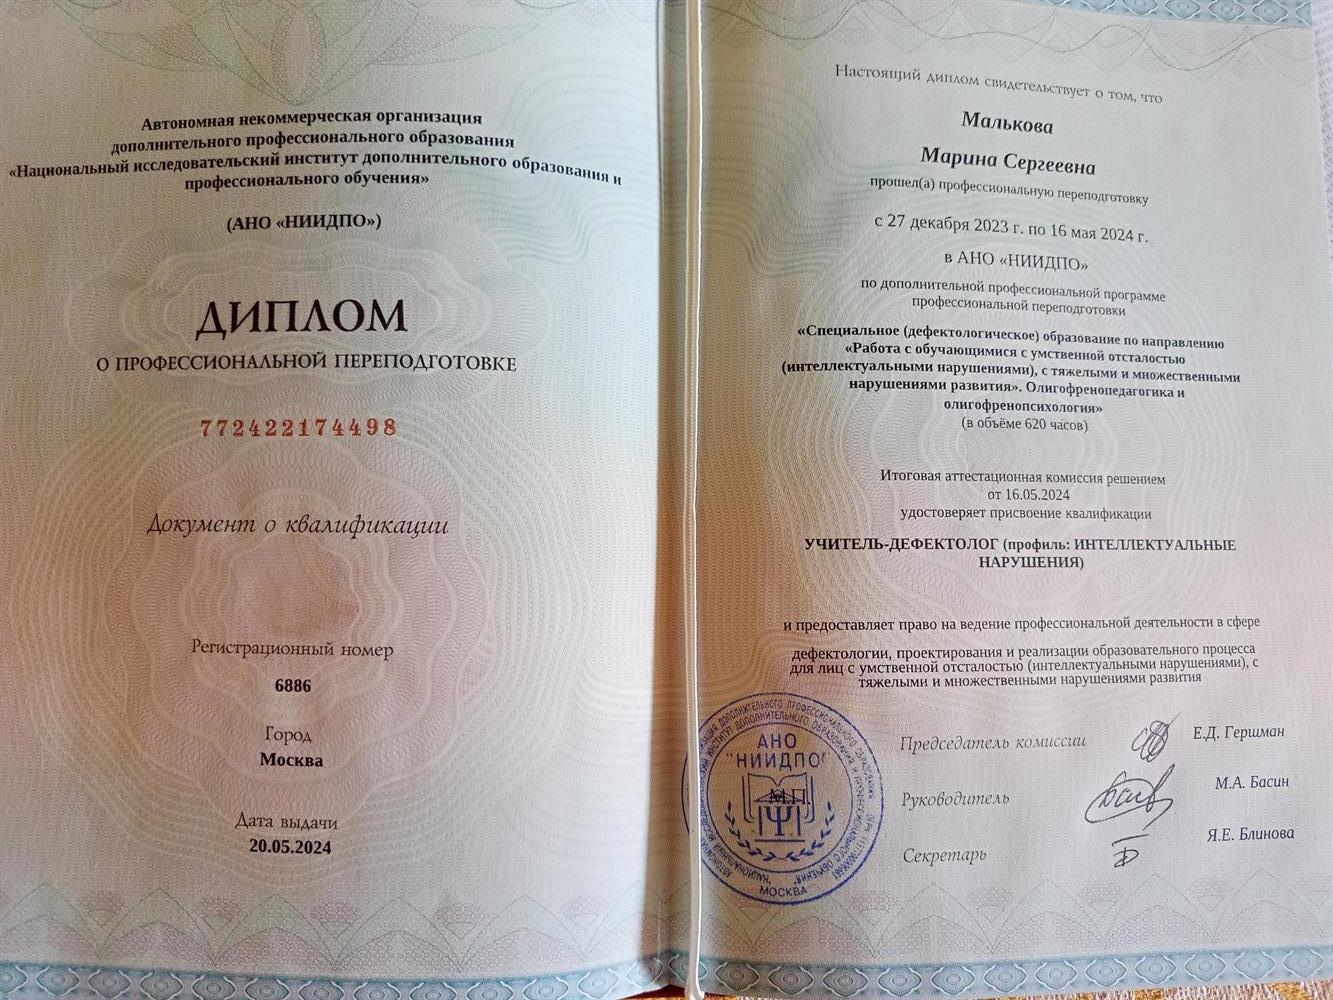 Автономная некоммерческая организация
дополнительного профессионального образования
«Национальный исследовательский институт дополнительного образования и
профессионального обучения»
(АНО «НИИДПО»)
ДИПЛОМ
О ПРОФЕССИОНАЛЬНОЙ ПЕРЕПОДГОТОВКЕ
772422174498
Документ о квалификации
Регистрационный номер
6886
Город
Москва
Дата выдачи
20.05.2024
Настоящий диплом свидетельствует о том, что
Малькова
Марина Сергеевна
прошел(а) профессиональную переподготовку
с 27 декабря 2023 г. по 16 мая 2024 г.
в АНО «НИИДПО»
по дополнительной профессиональной программе
профессиональной переподготовки
«Специальное (дефектологическое) образование по направлению
«Работа с обучающимися с умственной отсталостью
(интеллектуальными нарушениями), с тяжелыми и множественными
нарушениями развития». Олигофренопедагогика и
олигофренопсихология»
(в объёме 620 часов)
Итоговая аттестационная комиссия решением
от 16.05.2024
удостоверяет присвоение квалификации
УЧИТЕЛЬ-ДЕФЕКТОЛОГ (профиль: ИНТЕЛЛЕКТУАЛЬНЫЕ
НАРУШЕНИЯ)
и предоставляет право на ведение профессиональной деятельности в сфере
дефектологии, проектирования и реализации образовательного процесса
для лиц с умственной отсталостью (интеллектуальными нарушениями), с
тяжелыми и множественными нарушениями развития
Председатель комиссии Е.Д. Гершман
Руководитель М.А. Басин
Секретарь Я.Е. Блинова
АНО
"НИИДПО"
М.П.
МОСКВА